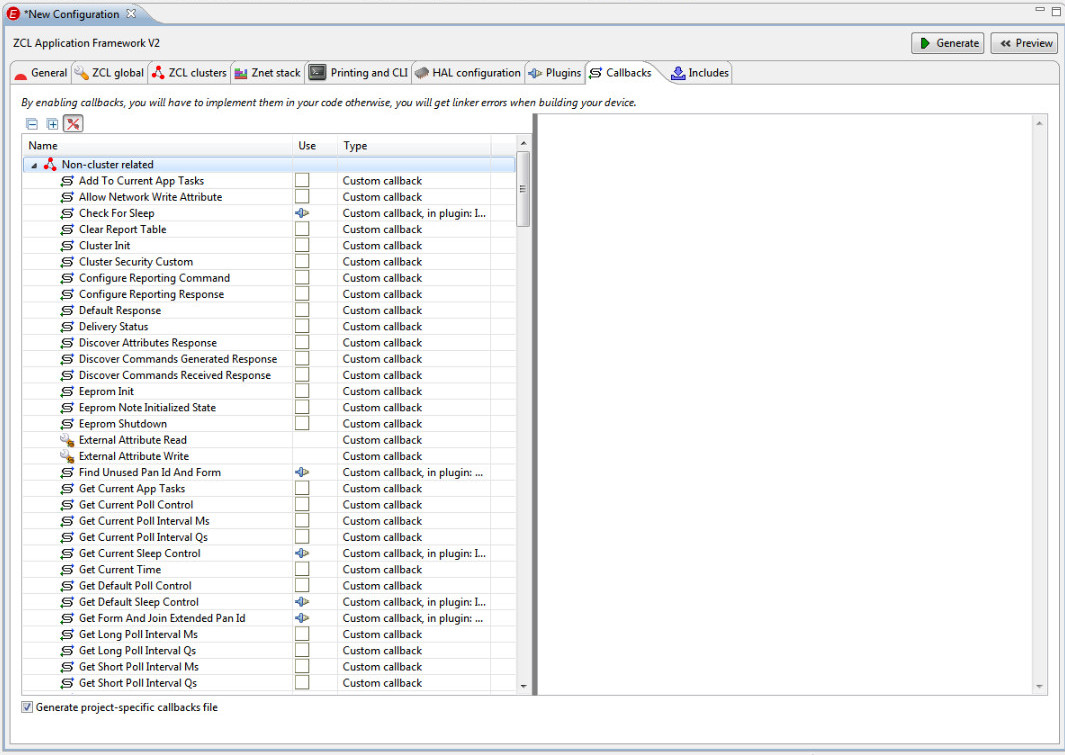 *New Configuration
ZCL Application Framework V2
Generate
Preview
General
ZCL global
ZCL clusters
Znet stack
Printing and CLI
HAL configuration
Plugins
Callbacks
Includes
By enabling callbacks, you will have to implement them in your code otherwise, you will get linker errors when building your device.
Name Use Type
Non-cluster related
Add To Current App Tasks Custom callback
Allow Network Write Attribute Custom callback
Check For Sleep Custom callback, in plugin: I...
Clear Report Table Custom callback
Cluster Init Custom callback
Cluster Security Custom Custom callback
Configure Reporting Command Custom callback
Configure Reporting Response Custom callback
Default Response Custom callback
Delivery Status Custom callback
Discover Attributes Response Custom callback
Discover Commands Generated Response Custom callback
Discover Commands Received Response Custom callback
Eeprom Init Custom callback
Eeprom Note Initialized State Custom callback
Eeprom Shutdown Custom callback
External Attribute Read Custom callback
External Attribute Write Custom callback
Find Unused Pan Id And Form Custom callback, in plugin: ...
Get Current App Tasks Custom callback
Get Current Poll Control Custom callback
Get Current Poll Interval Ms Custom callback
Get Current Poll Interval Qs Custom callback
Get Current Sleep Control Custom callback, in plugin: I...
Get Current Time Custom callback
Get Default Poll Control Custom callback
Get Default Sleep Control Custom callback, in plugin: I...
Get Form And Join Extended Pan Id Custom callback, in plugin: ...
Get Long Poll Interval Ms Custom callback
Get Long Poll Interval Qs Custom callback
Get Short Poll Interval Ms Custom callback
Get Short Poll Interval Qs Custom callback
Generate project-specific callbacks file